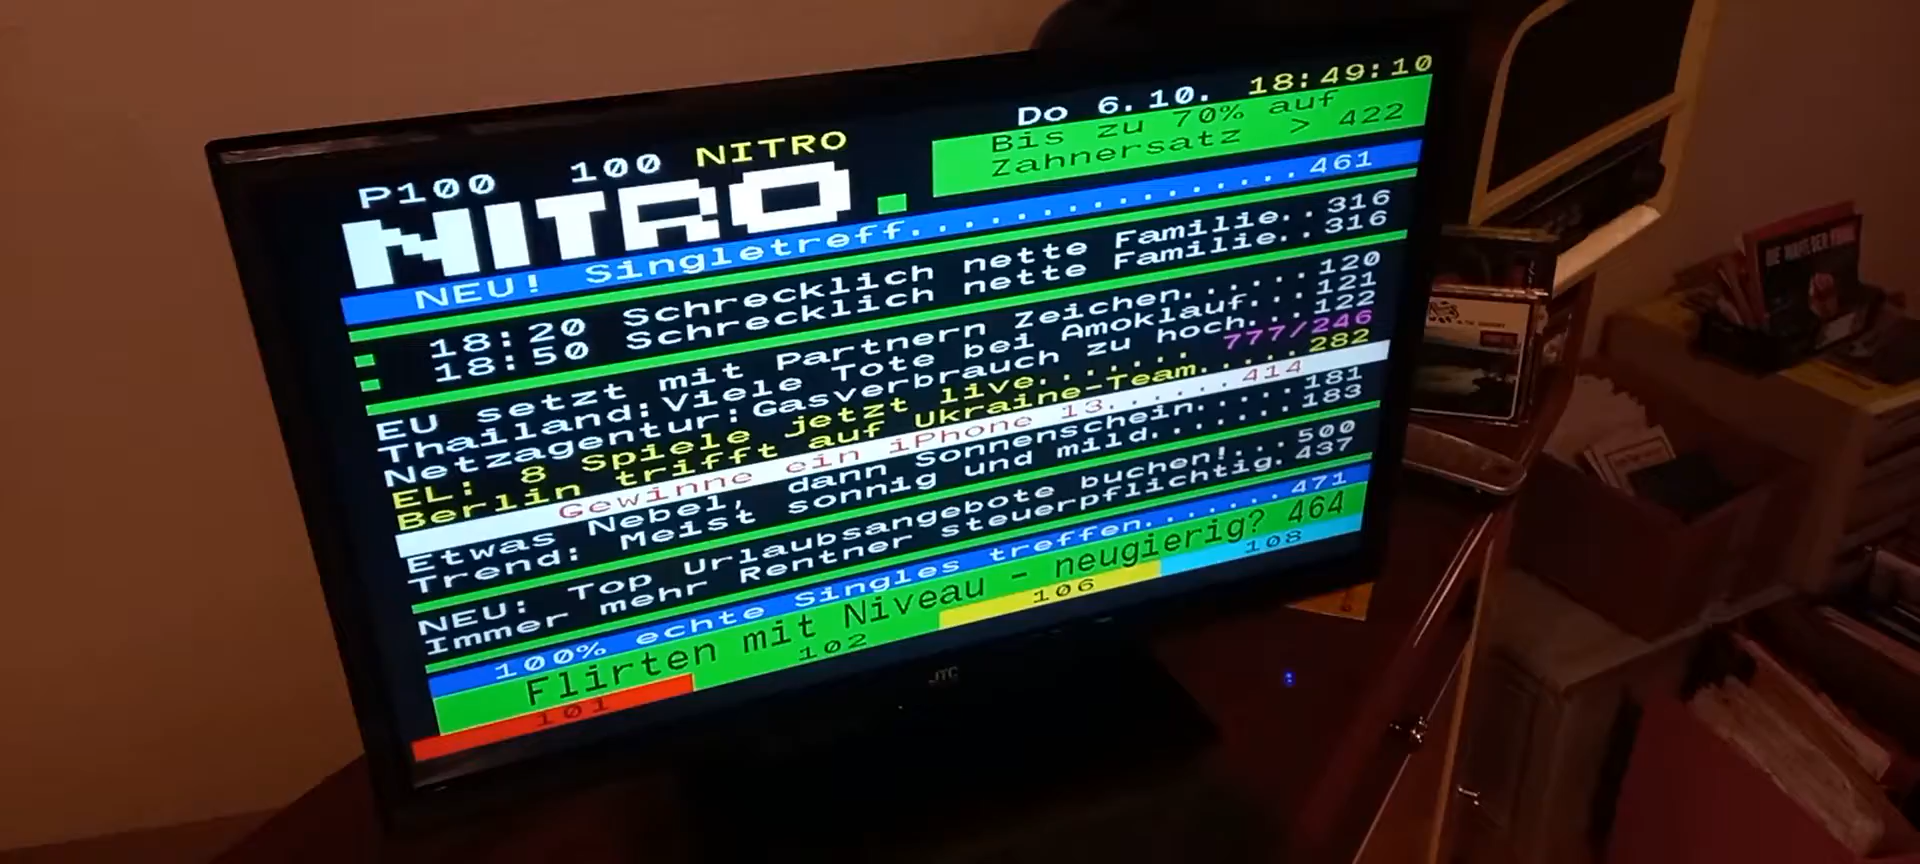 P100 100 NITRO Do 6.10. 18:49:10
NITRO.
Bis zu 70% auf
Zahnersatz > 422
NEU! Singletreff.................461
18:20 Schrecklich nette Familie..316
18:50 Schrecklich nette Familie..316
EU setzt mit Partnern Zeichen......120
Thailand:Viele Tote bei Amoklauf...121
Netzagentur:Gasverbrauch zu hoch...122
EL: 8 Spiele jetzt live...... 777/246
Berlin trifft auf Ukraine-Team.....282
Gewinne ein iPhone 13......414
Etwas Nebel, dann Sonnenschein.....181
Trend: Meist sonnig und mild.......183
NEU: Top Urlaubsangebote buchen!...500
Immer mehr Rentner steuerpflichtig.437
100% echte Singles treffen.......471
Flirten mit Niveau - neugierig? 464
101 102 106 108
JTC